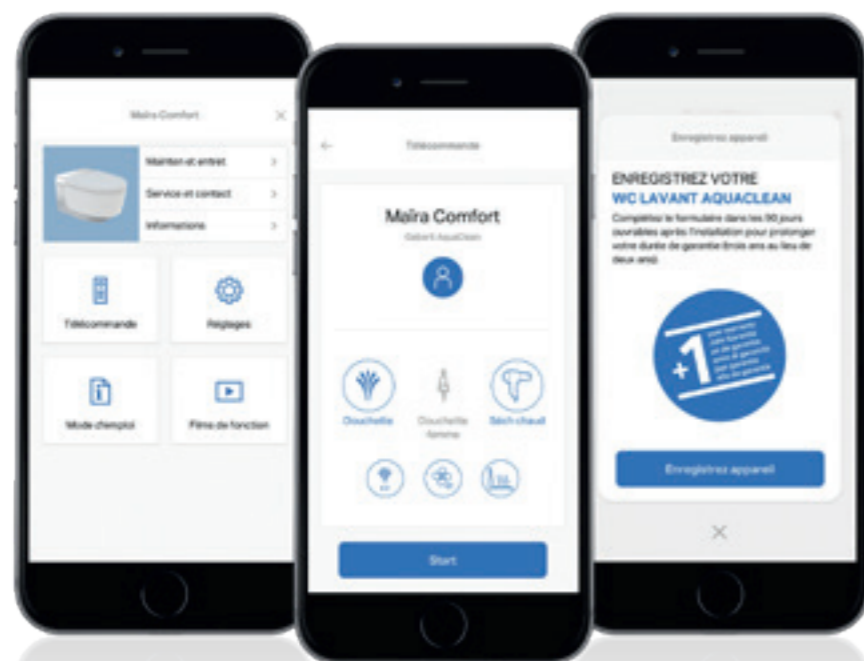 Maïra Comfort
Mainten et entret.
Service et contact
Informations
Télécommande
Réglages
Mode d'emploi
Films de fonction
Télécommande
Maïra Comfort
Geberit AquaClean
Douchette
Douchette
femme
Séch chaud
Start
Enregistrez appareil
ENREGISTREZ VOTRE
WC LAVANT AQUACLEAN
Complétez le formulaire dans les 90 jours
ouvrables après l'installation pour prolonger
votre durée de garantie (trois ans au lieu de
deux ans).
+1
Enregistrez appareil